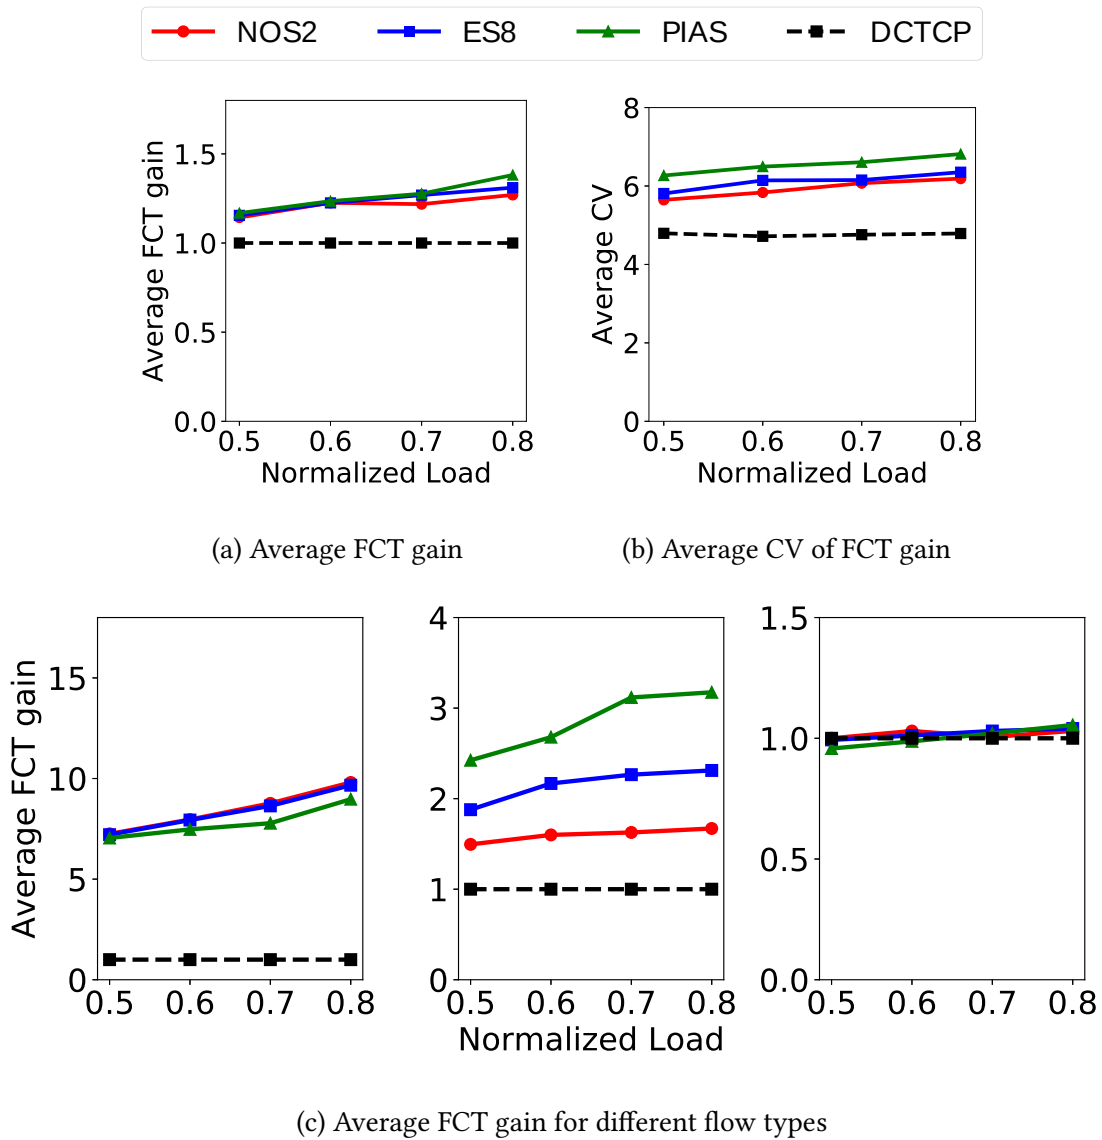 NOS2 ES8 PIAS DCTCP
Average FCT gain
1.5
1.0
0.5
0.0
0.5 0.6 0.7 0.8
Normalized Load
(a) Average FCT gain
Average CV
8
6
4
2
0
0.5 0.6 0.7 0.8
Normalized Load
(b) Average CV of FCT gain
Average FCT gain
15
10
5
0
0.5 0.6 0.7 0.8
4
3
2
1
0
0.5 0.6 0.7 0.8
Normalized Load
1.5
1.0
0.5
0.0
0.5 0.6 0.7 0.8
(c) Average FCT gain for different flow types